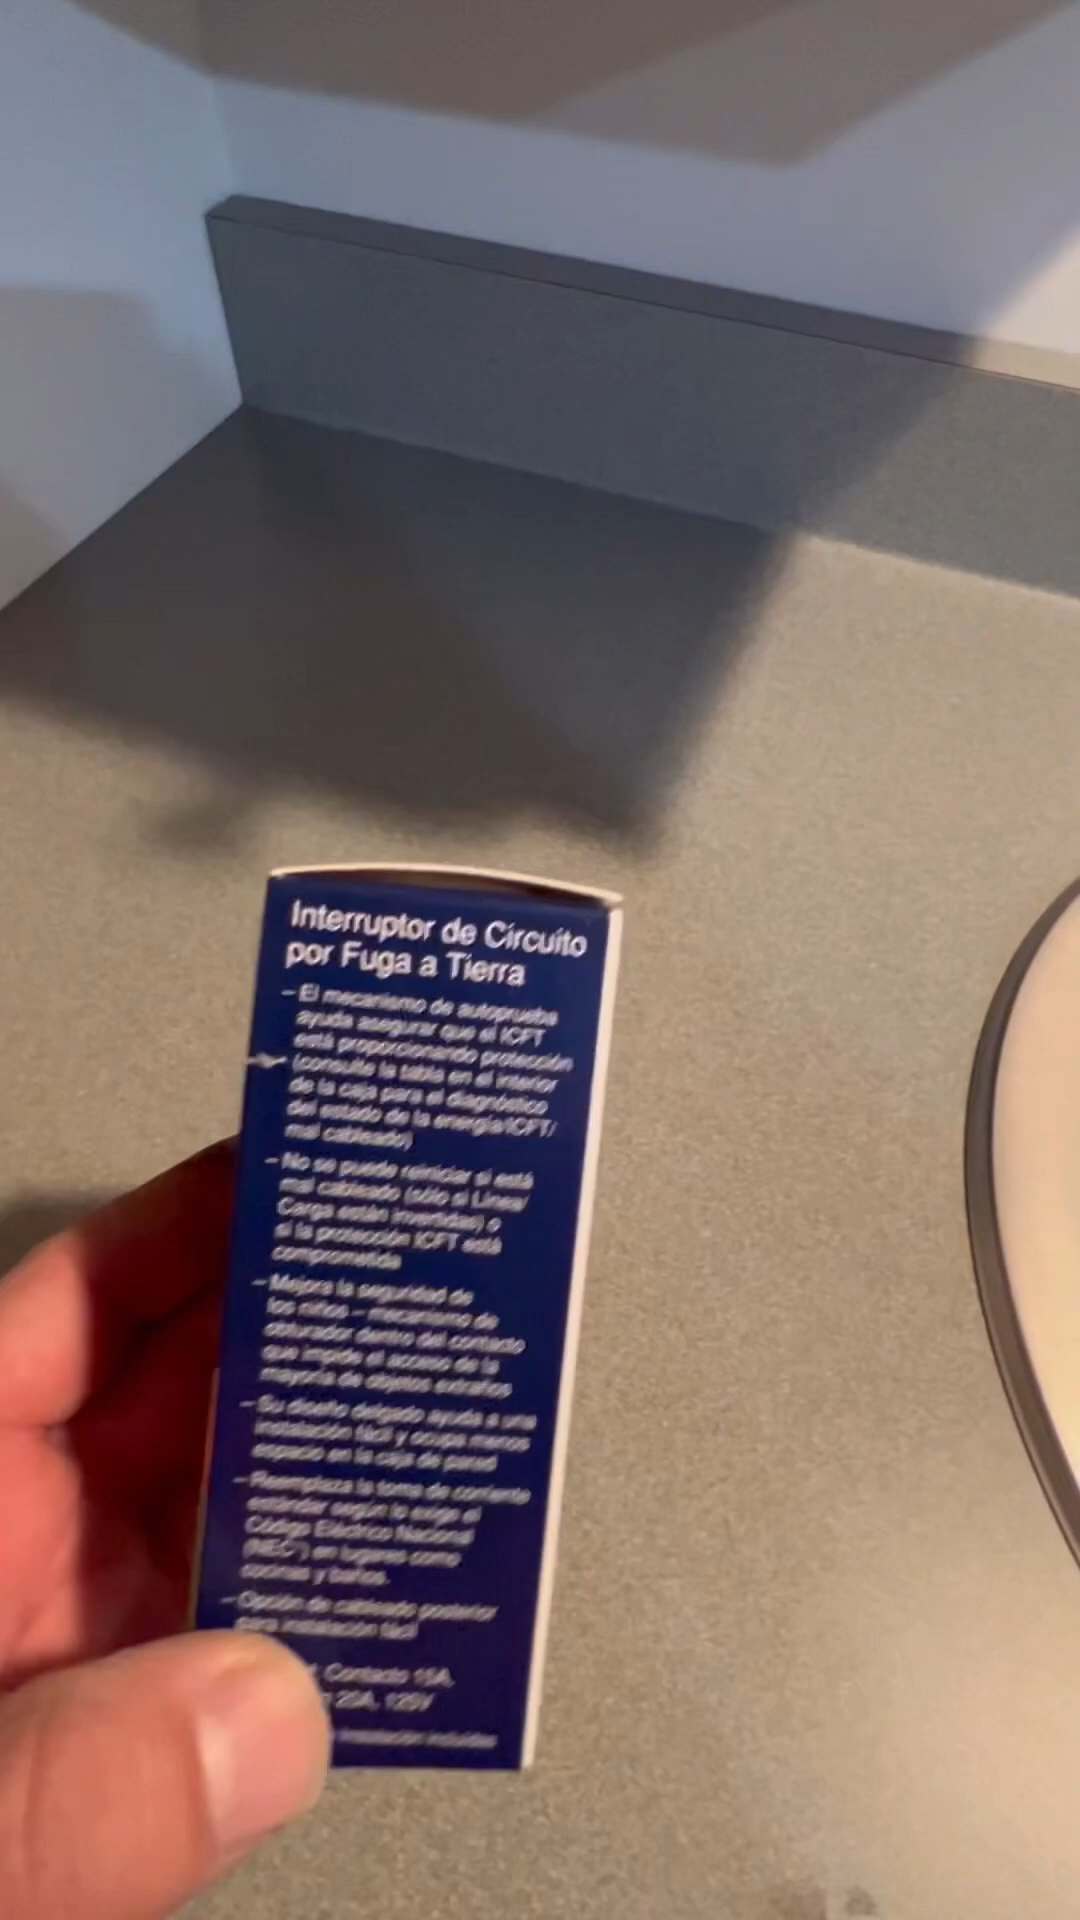 Interruptor de Circuito
por Fuga a Tierra
– El mecanismo de autoprueba
ayuda asegurar que el ICFT
está proporcionando protección
(consulte la tabla en el interior
de la caja para el diagnóstico
del estado de la energía/ICFT/
mal cableado)
– No se puede reiniciar si está
mal cableado (sólo si Línea/
Carga están invertidas) o
si la protección ICFT está
comprometida
– Mejora la seguridad de
los niños – mecanismo de
obturador dentro del contacto
que impide el acceso de la
mayoría de objetos extraños
– Su diseño delgado ayuda a una
instalación fácil y ocupa menos
espacio en la caja de pared
– Reemplaza la toma de corriente
estándar según lo exige el
Código Eléctrico Nacional
(NEC®) en lugares como
cocinas y baños.
– Opción de cableado posterior
para instalación fácil
Contacto 15A,
20A, 125V